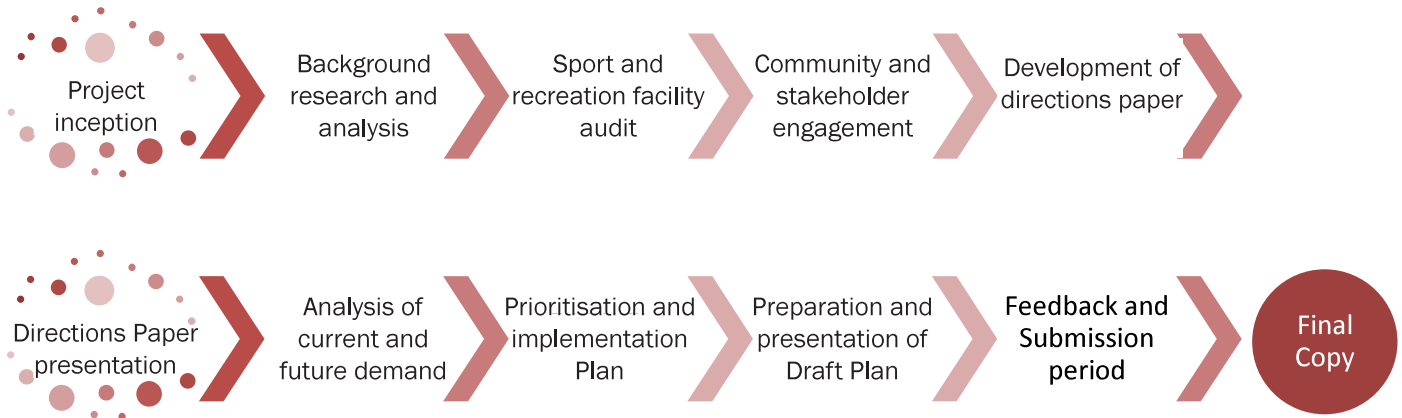 Project
inception
Background
research and
analysis
Sport and
recreation facility
audit
Community and
stakeholder
engagement
Development of
directions paper
Directions Paper
presentation
Analysis of
current and
future demand
Prioritisation and
implementation
Plan
Preparation and
presentation of
Draft Plan
Feedback and
Submission
period
Final
Copy